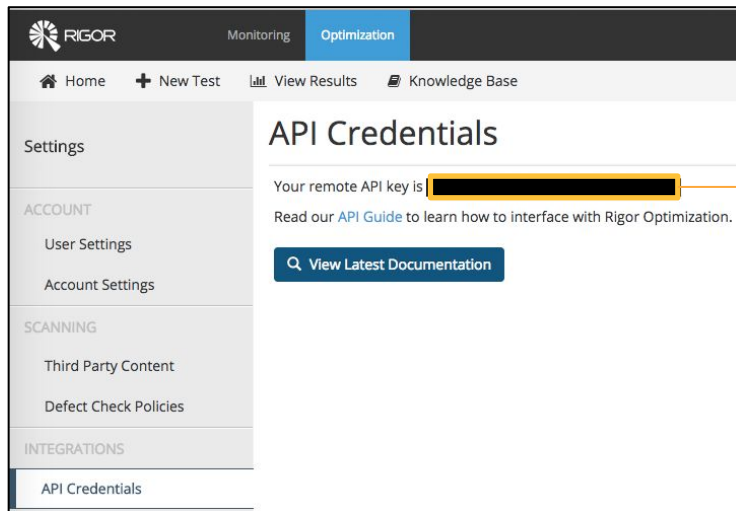 RIGOR Monitoring Optimization
Home New Test View Results Knowledge Base
Settings
ACCOUNT
User Settings
Account Settings
SCANNING
Third Party Content
Defect Check Policies
INTEGRATIONS
API Credentials
API Credentials
Your remote API key is
Read our API Guide to learn how to interface with Rigor Optimization.
View Latest Documentation